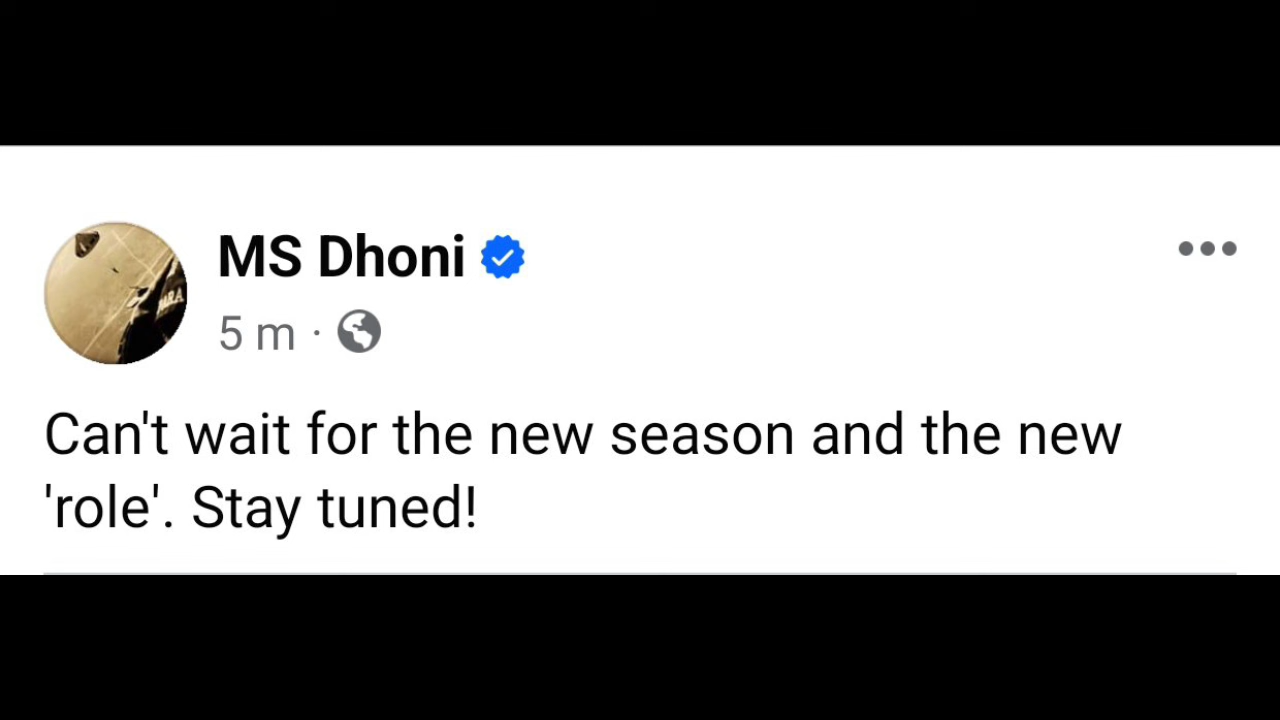 MS Dhoni
5 m ·
Can't wait for the new season and the new
'role'. Stay tuned!